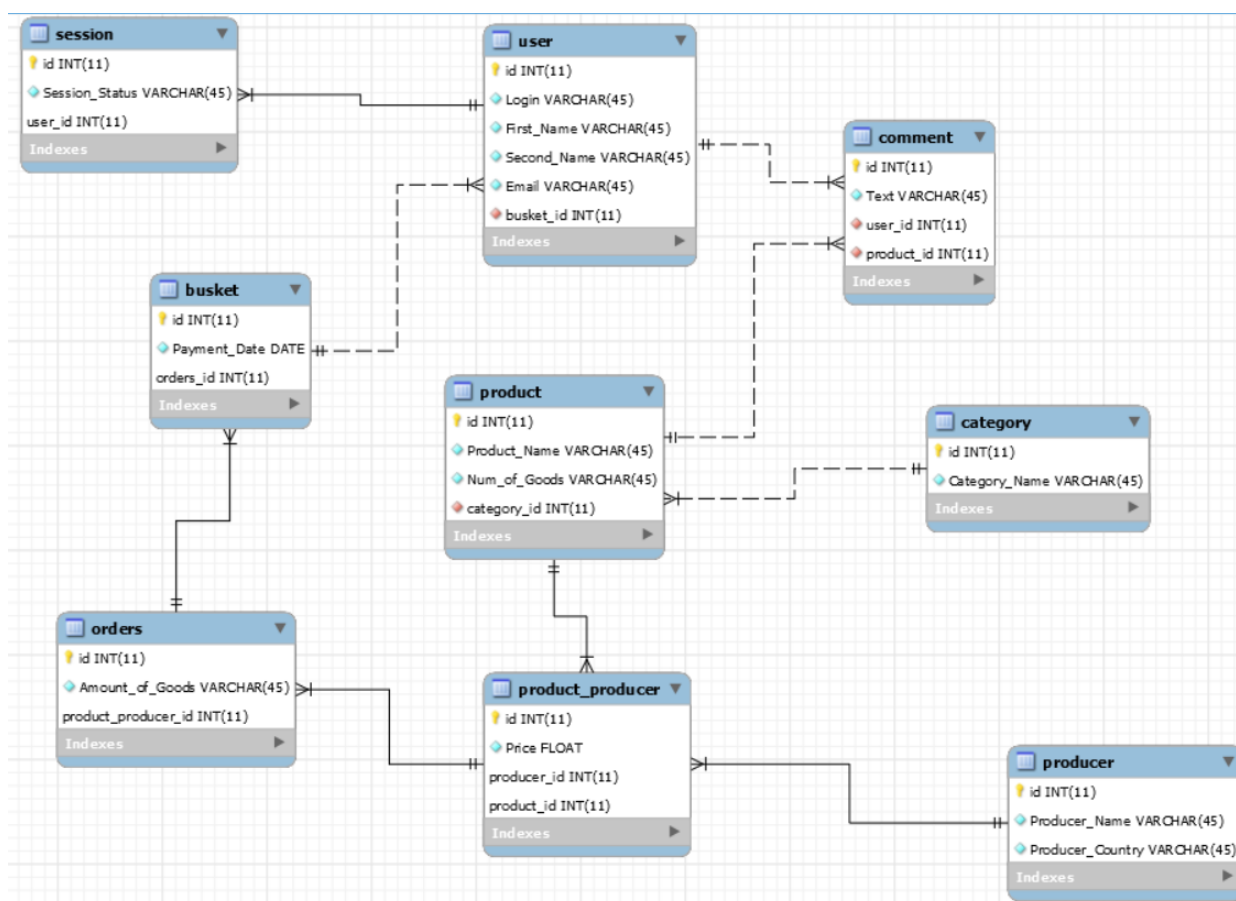 session
id INT(11)
Session_Status VARCHAR(45)
user_id INT(11)
Indexes
user
id INT(11)
Login VARCHAR(45)
First_Name VARCHAR(45)
Second_Name VARCHAR(45)
Email VARCHAR(45)
busket_id INT(11)
Indexes
comment
id INT(11)
Text VARCHAR(45)
user_id INT(11)
product_id INT(11)
Indexes
busket
id INT(11)
Payment_Date DATE
orders_id INT(11)
Indexes
product
id INT(11)
Product_Name VARCHAR(45)
Num_of_Goods VARCHAR(45)
category_id INT(11)
Indexes
category
id INT(11)
Category_Name VARCHAR(45)
Indexes
orders
id INT(11)
Amount_of_Goods VARCHAR(45)
product_producer_id INT(11)
Indexes
product_producer
id INT(11)
Price FLOAT
producer_id INT(11)
product_id INT(11)
Indexes
producer
id INT(11)
Producer_Name VARCHAR(45)
Producer_Country VARCHAR(45)
Indexes